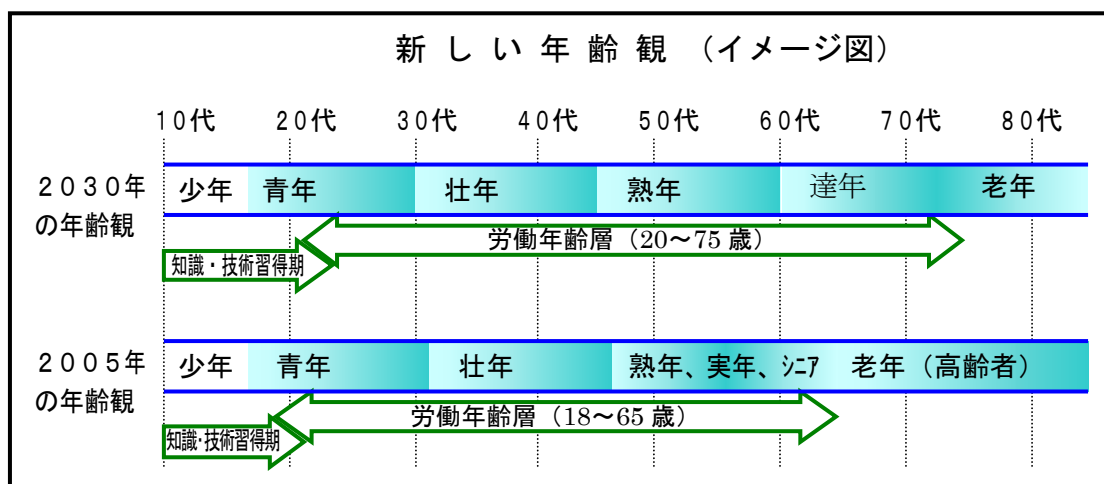 新しい年齢観（イメージ図）
10代 20代 30代 40代 50代 60代 70代 80代
２０３０年
の年齢観
少年 青年 壮年 熟年 達年 老年
労働年齢層（20～75歳）
知識・技術習得期
２００５年
の年齢観
少年 青年 壮年 熟年、実年、ｼﾆｱ 老年（高齢者）
労働年齢層（18～65歳）
知識･技術習得期